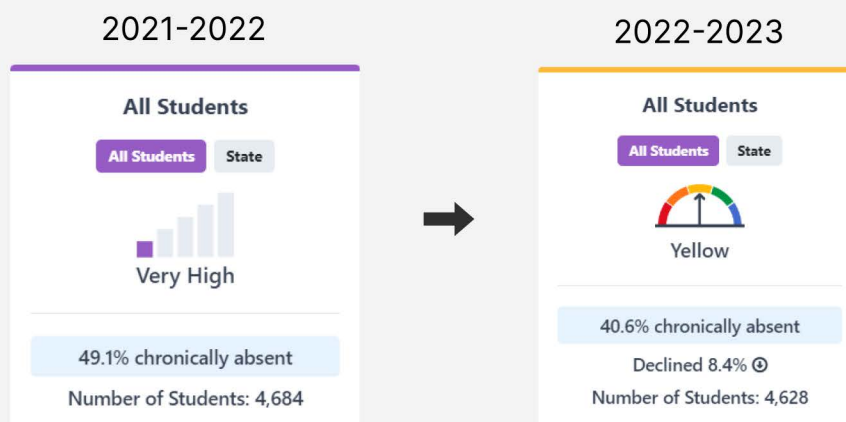 2021-2022
All Students
All Students State
Very High
49.1% chronically absent
Number of Students: 4,684
2022-2023
All Students
All Students State
Yellow
40.6% chronically absent
Declined 8.4%
Number of Students: 4,628